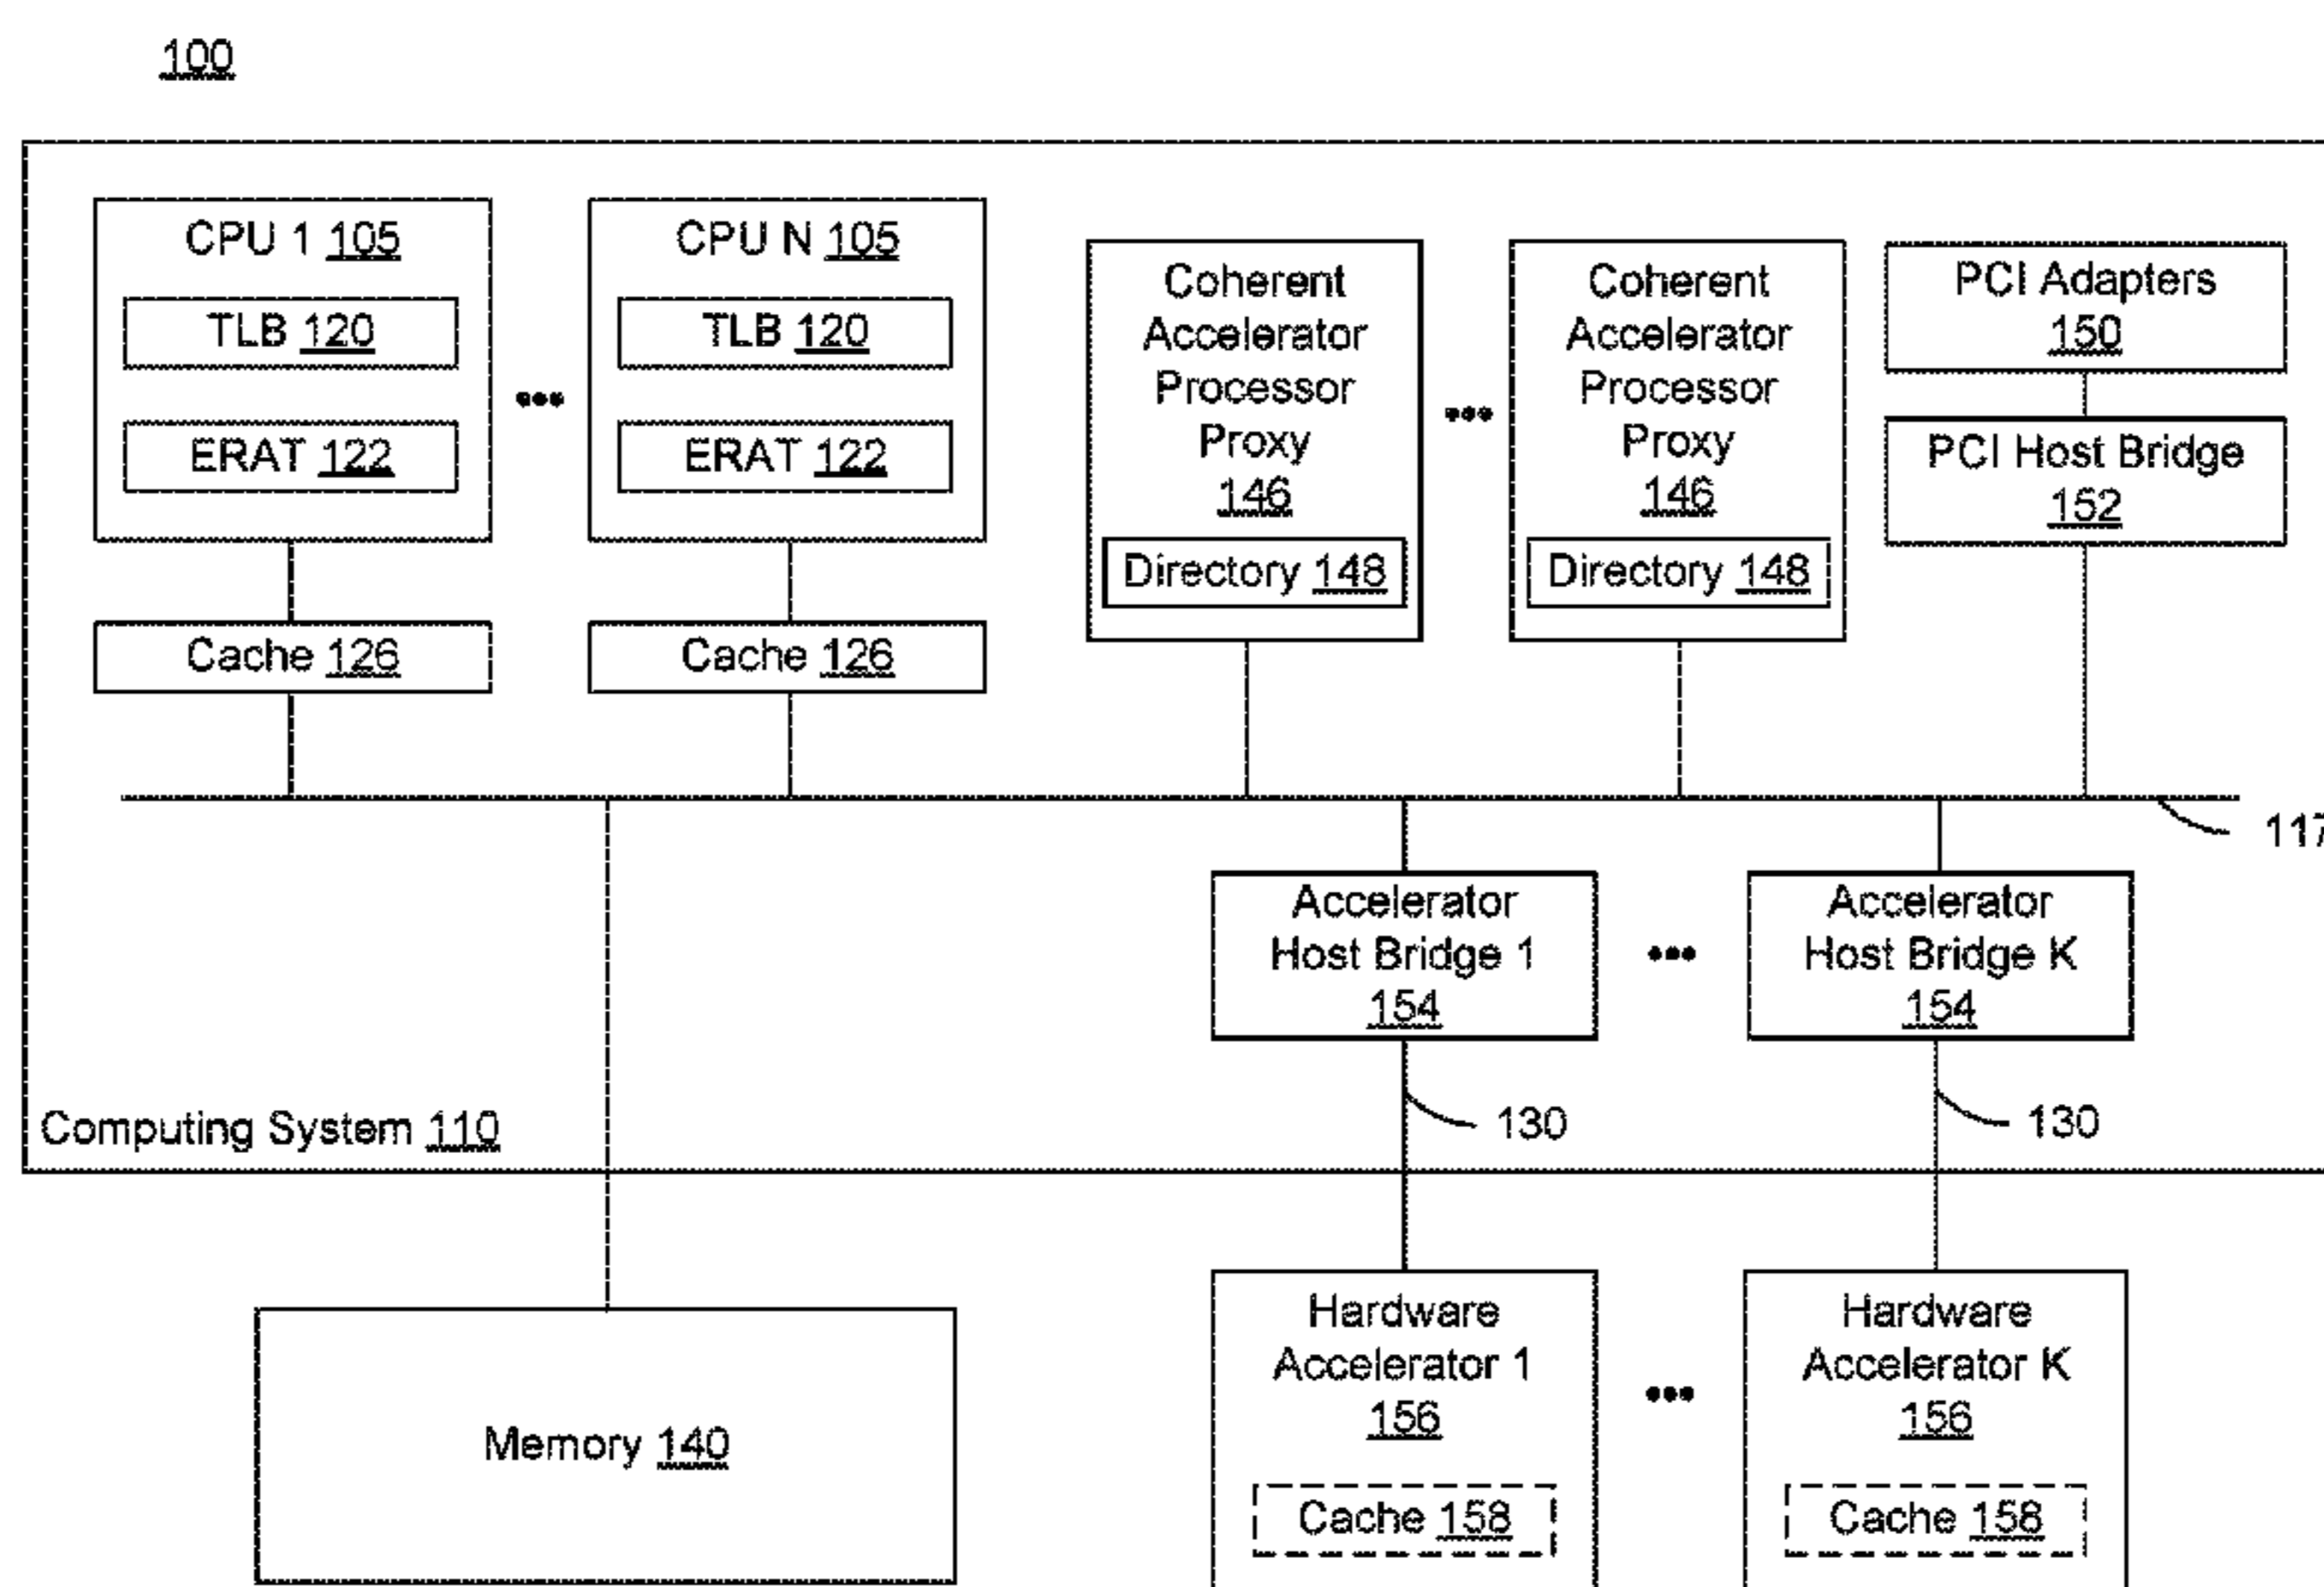 100
CPU 1 105
TLB 120
ERAT 122
Cache 126
CPU N 105
TLB 120
ERAT 122
Cache 126
Coherent
Accelerator
Processor
Proxy
146
Directory 148
Coherent
Accelerator
Processor
Proxy
146
Directory 148
PCI Adapters
150
PCI Host Bridge
152
117
Accelerator
Host Bridge 1
154
Accelerator
Host Bridge K
154
130
130
Computing System 110
Memory 140
Hardware
Accelerator 1
156
Cache 158
Hardware
Accelerator K
156
Cache 158